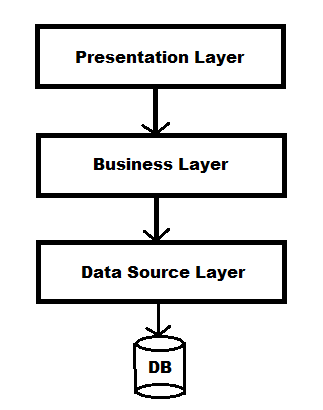 Presentation Layer
Business Layer
Data Source Layer
DB